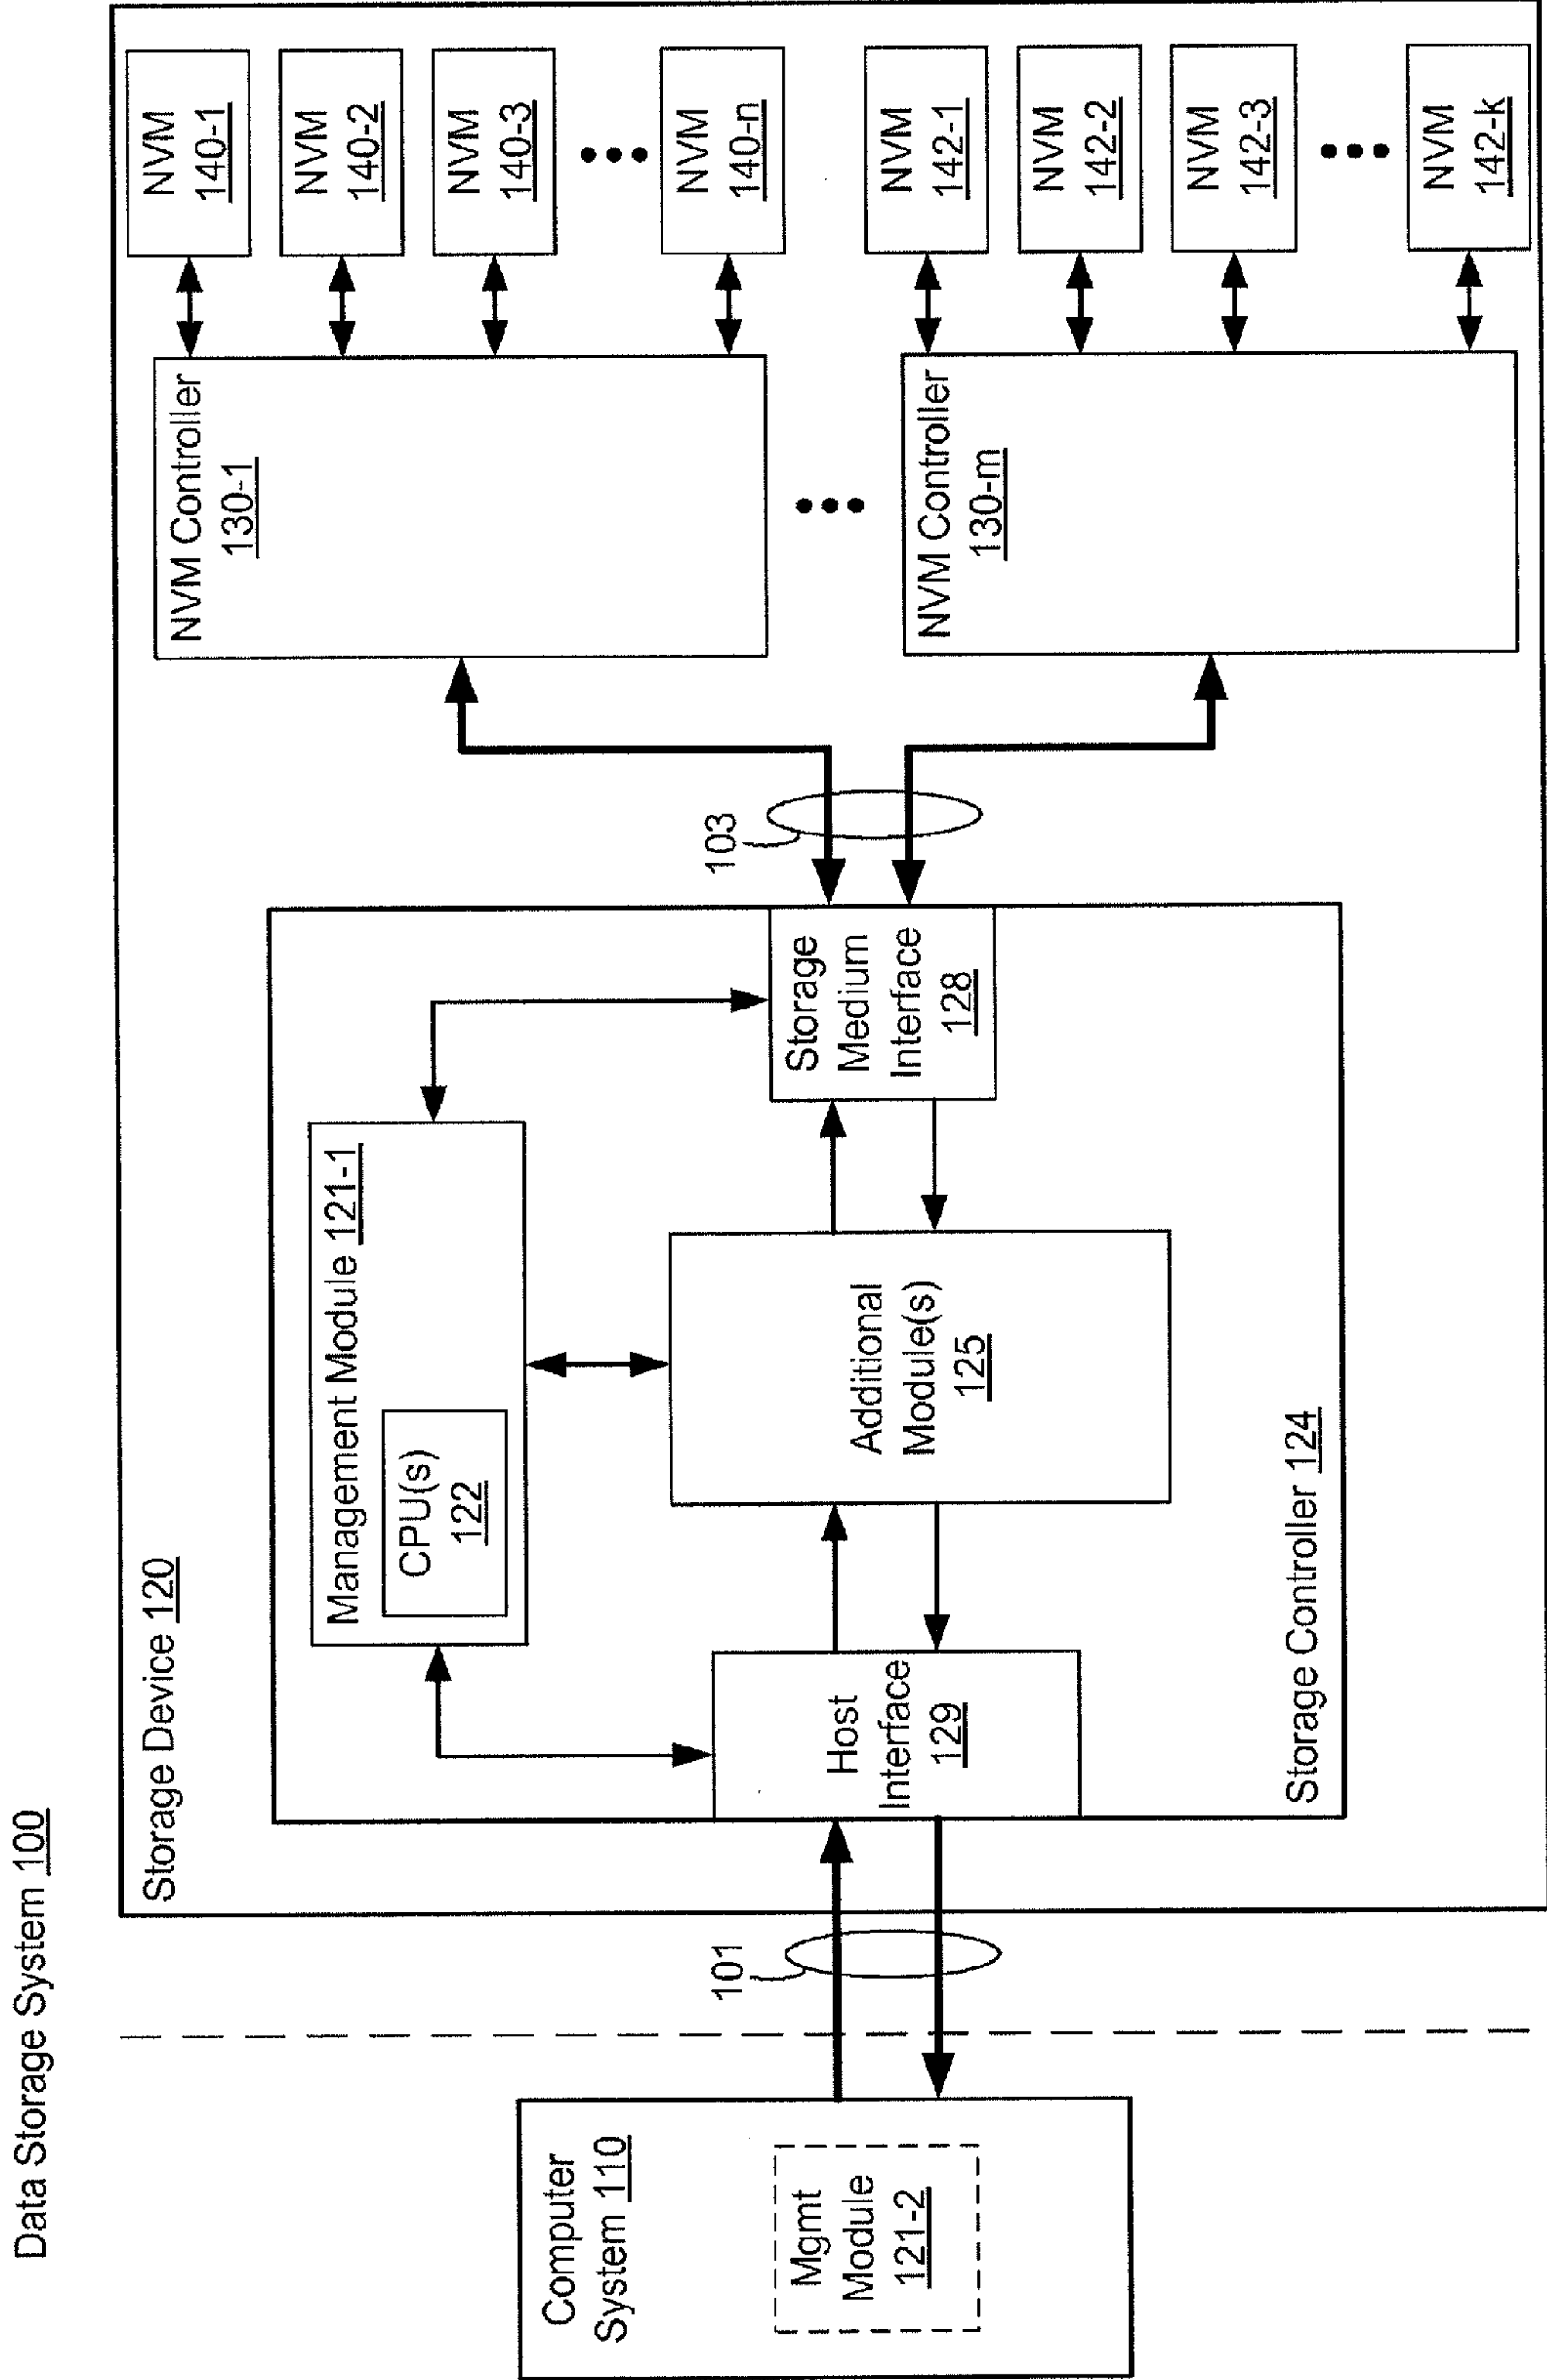 Data Storage System 100
Storage Device 120
Computer
System 110
Mgmt
Module
121-2
101
Management Module 121-1
CPU(s)
122
Host
Interface
129
Additional
Module(s)
125
Storage
Medium
Interface
128
Storage Controller 124
103
NVM Controller
130-1
NVM Controller
130-m
NVM
140-1
NVM
140-2
NVM
140-3
NVM
140-n
NVM
142-1
NVM
142-2
NVM
142-3
NVM
142-k